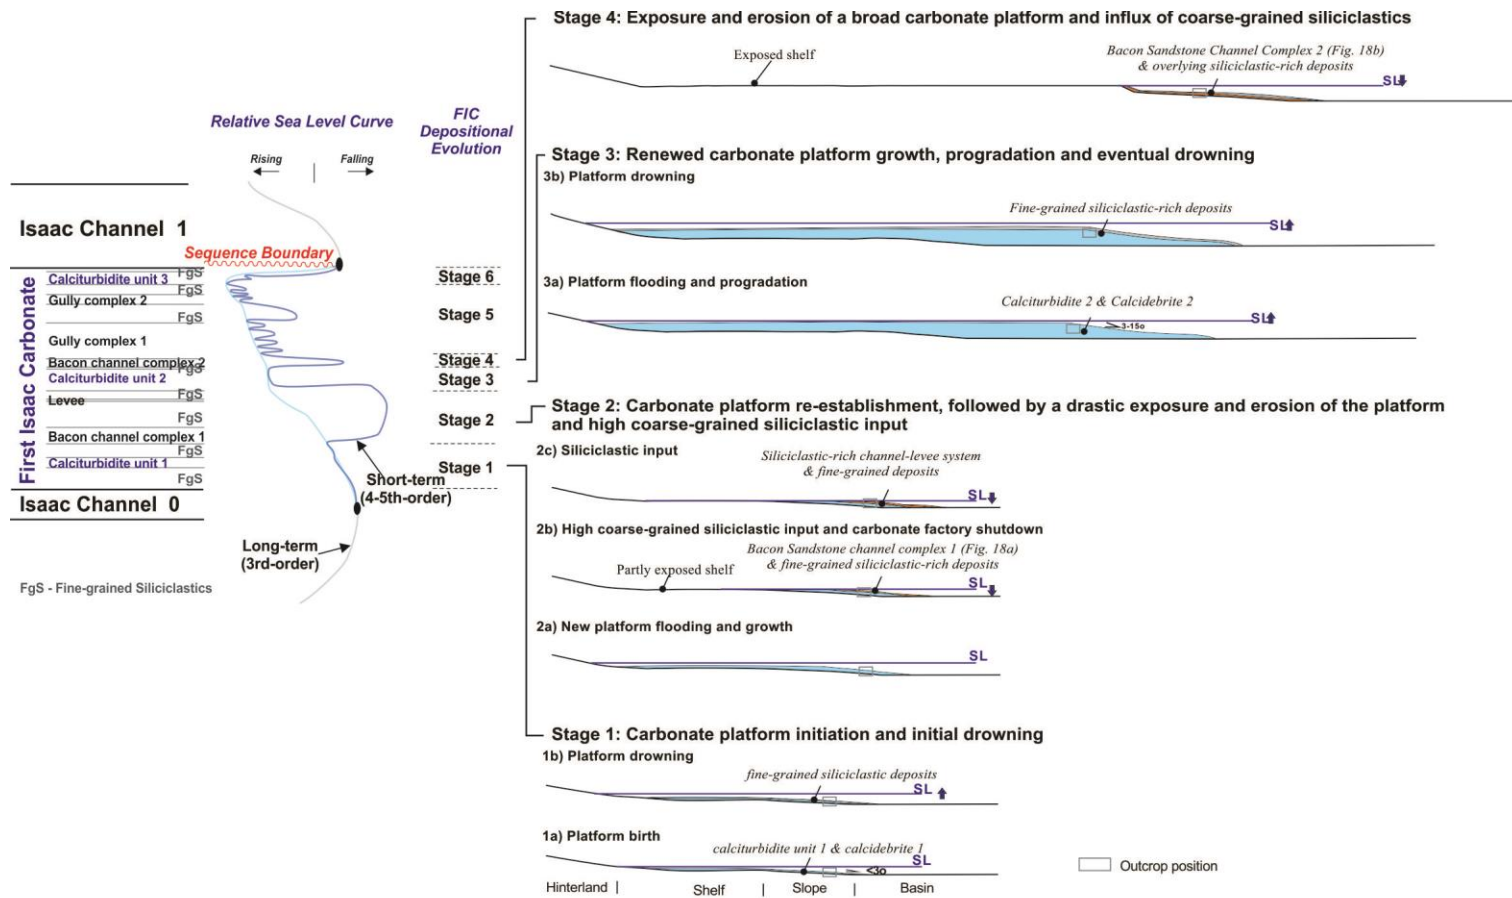 Stage 4: Exposure and erosion of a broad carbonate platform and influx of coarse-grained siliciclastics
Exposed shelf
Bacon Sandstone Channel Complex 2 (Fig. 18b)
& overlying siliciclastic-rich deposits
SL
Relative Sea Level Curve
FIC
Depositional
Evolution
Rising
Falling
Stage 3: Renewed carbonate platform growth, progradation and eventual drowning
3b) Platform drowning
Fine-grained siliciclastic-rich deposits
SL
3a) Platform flooding and progradation
Calciturbidite 2 & Calcidebrite 2
SL
3-15o
Isaac Channel 1
Sequence Boundary
First Isaac Carbonate
FgS
Calciturbidite unit 3
FgS
Gully complex 2
FgS
Gully complex 1
Bacon channel complex 2
FgS
Calciturbidite unit 2
FgS
Levee
FgS
Bacon channel complex 1
FgS
Calciturbidite unit 1
FgS
Isaac Channel 0
Stage 6
Stage 5
Stage 4
Stage 3
Stage 2
Stage 1
Short-term
(4-5th-order)
Long-term
(3rd-order)
FgS - Fine-grained Siliciclastics
Stage 2: Carbonate platform re-establishment, followed by a drastic exposure and erosion of the platform
and high coarse-grained siliciclastic input
2c) Siliciclastic input
Siliciclastic-rich channel-levee system
& fine-grained deposits
SL
2b) High coarse-grained siliciclastic input and carbonate factory shutdown
Partly exposed shelf
Bacon Sandstone channel complex 1 (Fig. 18a)
& fine-grained siliciclastic-rich deposits
SL
2a) New platform flooding and growth
SL
Stage 1: Carbonate platform initiation and initial drowning
1b) Platform drowning
fine-grained siliciclastic deposits
SL
1a) Platform birth
calciturbidite unit 1 & calcidebrite 1
SL
<3o
Hinterland
Shelf
Slope
Basin
Outcrop position